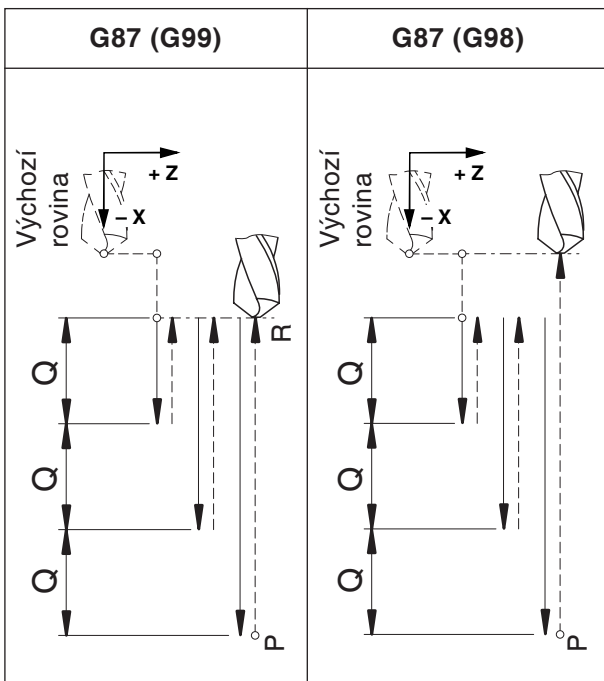 G87 (G99)
Výchozí
rovina
+ Z
– X
R
Q
Q
Q
P
G87 (G98)
Výchozí
rovina
+ Z
– X
Q
Q
Q
P